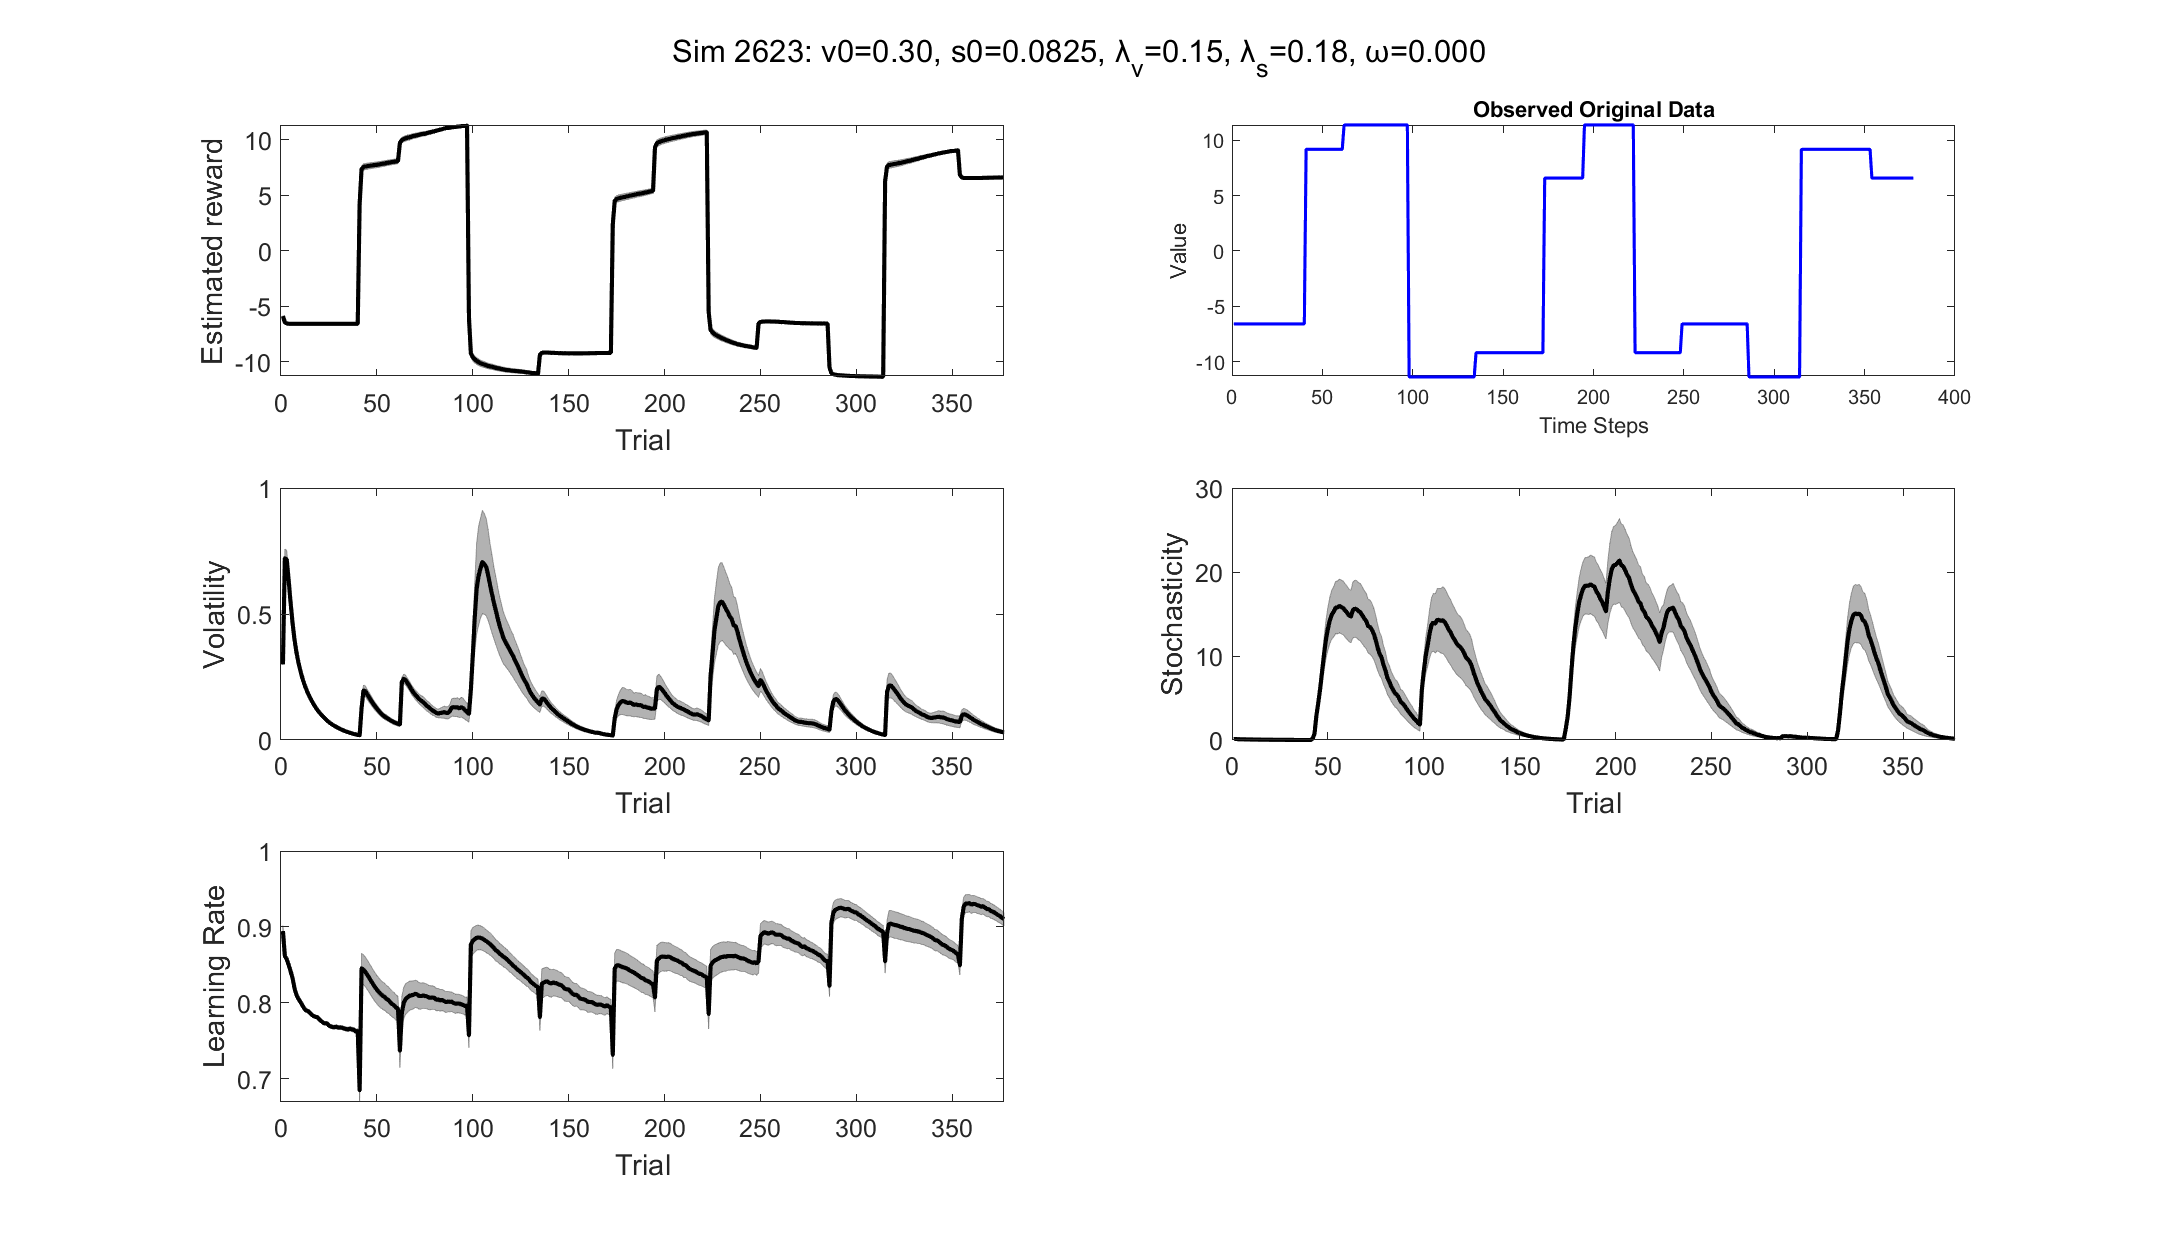 Sim 2623: v0=0.30, s0=0.0825, λv=0.15, λs=0.18, ω=0.000
Estimated reward
10
5
0
-5
-10
0 50 100 150 200 250 300 350
Trial
Observed Original Data
Value
10
5
0
-5
-10
0 50 100 150 200 250 300 350 400
Time Steps
Volatility
1
0.5
0
0 50 100 150 200 250 300 350
Trial
Stochasticity
30
20
10
0
0 50 100 150 200 250 300 350
Trial
Learning Rate
1
0.9
0.8
0.7
0 50 100 150 200 250 300 350
Trial